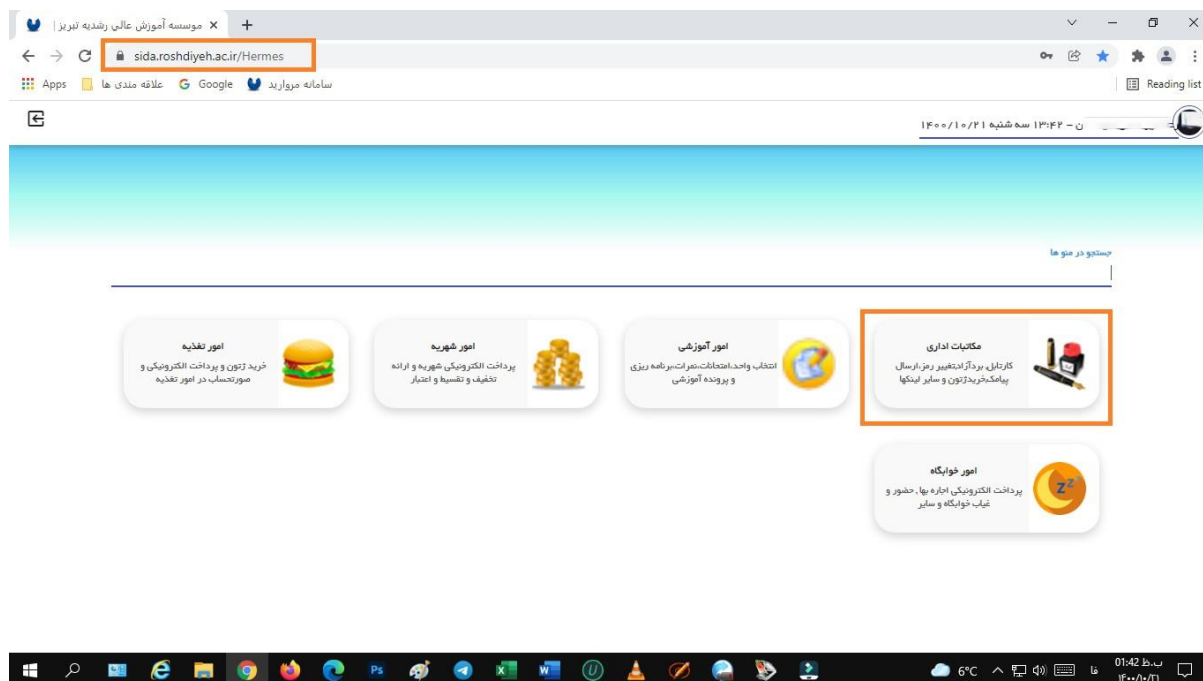 موسسه آموزش عالی رشدیه تبریز |
sida.roshdiyeh.ac.ir/Hermes
Apps علاقه مندی ها Google سامانه مروارید
Reading list
ن – ۱۳:۴۲ سه شنبه ۱۴۰۰/۱۰/۲۱
جستجو در منو ها
مکاتبات اداری
کارتابل، بردآزاد،تغییر رمز،ارسال
پیامک،خریدژتون و سایر لینکها
امور آموزشی
انتخاب واحد،امتحانات،نمرات،برنامه ریزی
و پرونده آموزشی
امور شهریه
پرداخت الکترونیکی شهریه و ارائه
تخفیف و تقسیط و اعتبار
امور تغذیه
خرید ژتون و پرداخت الکترونیکی و
صورتحساب در امور تغذیه
امور خوابگاه
پرداخت الکترونیکی اجاره بها , حضور و
غیاب خوابگاه و سایر
Z Z
Ps
6°C
فا
01:42 ب.ظ
۱۴۰۰/۱۰/۲۱